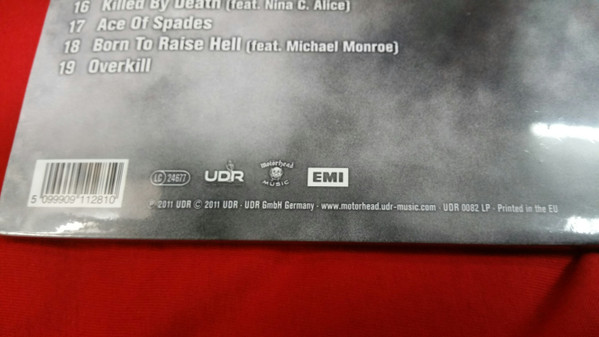 16 Killed By Death (feat. Nina C. Alice)
17 Ace Of Spades
18 Born To Raise Hell (feat. Michael Monroe)
19 Overkill
LC 24677
UDR
Motorhead
MUSIC
EMI
5 099909 112810
℗ 2011 UDR © 2011 UDR · UDR GmbH Germany · www.motorhead.udr-music.com · UDR 0082 LP · Printed in the EU